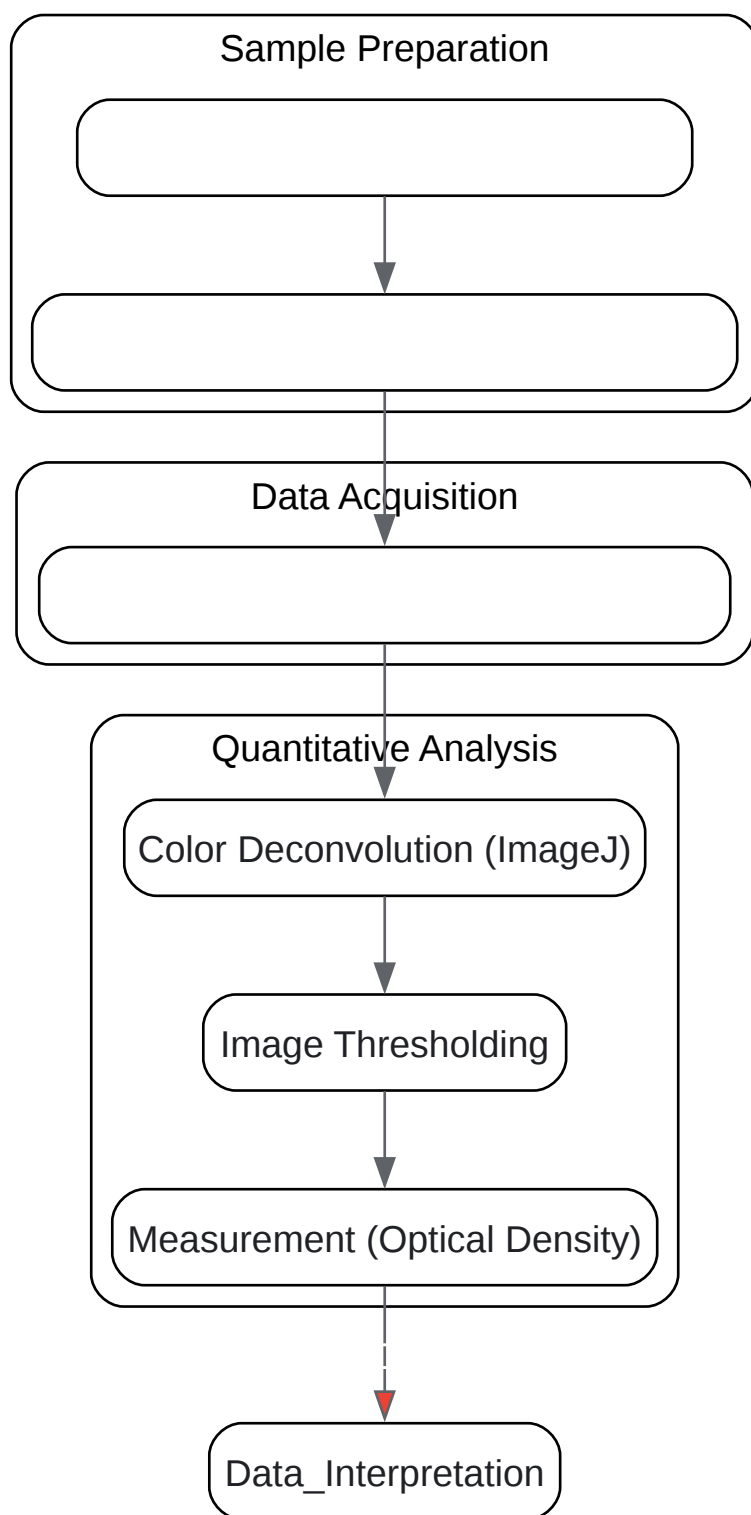 Sample Preparation
Data Acquisition
Quantitative Analysis
Color Deconvolution (ImageJ)
Image Thresholding
Measurement (Optical Density)
Data_Interpretation